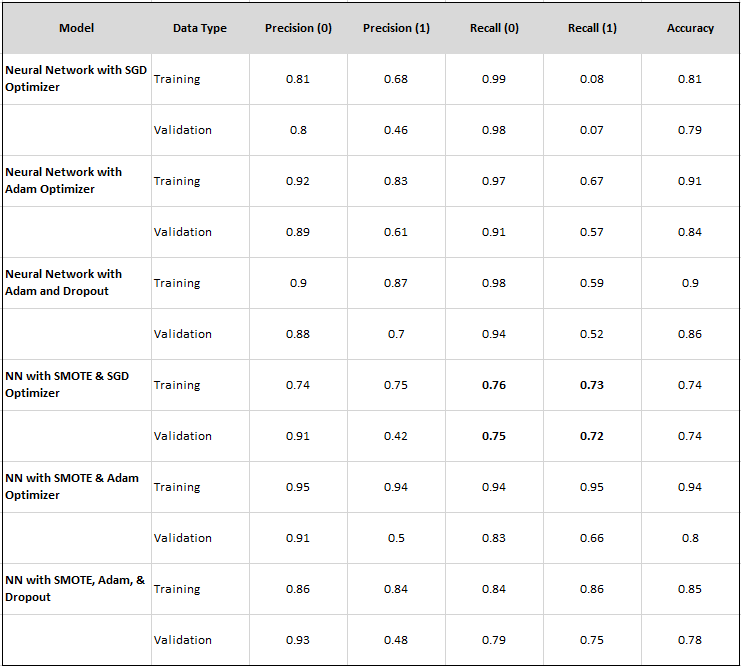 Model Data Type Precision (0) Precision (1) Recall (0) Recall (1) Accuracy
Neural Network with SGD
Optimizer Training 0.81 0.68 0.99 0.08 0.81
Validation 0.8 0.46 0.98 0.07 0.79
Neural Network with
Adam Optimizer Training 0.92 0.83 0.97 0.67 0.91
Validation 0.89 0.61 0.91 0.57 0.84
Neural Network with
Adam and Dropout Training 0.9 0.87 0.98 0.59 0.9
Validation 0.88 0.7 0.94 0.52 0.86
NN with SMOTE & SGD
Optimizer Training 0.74 0.75 0.76 0.73 0.74
Validation 0.91 0.42 0.75 0.72 0.74
NN with SMOTE & Adam
Optimizer Training 0.95 0.94 0.94 0.95 0.94
Validation 0.91 0.5 0.83 0.66 0.8
NN with SMOTE, Adam, &
Dropout Training 0.86 0.84 0.84 0.86 0.85
Validation 0.93 0.48 0.79 0.75 0.78